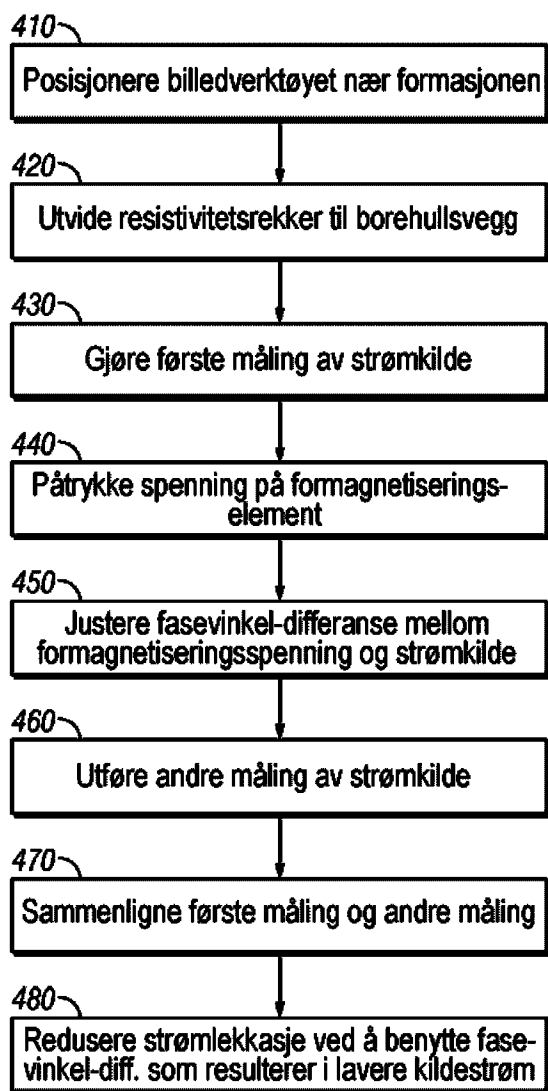 410
Posisjonere billedverktøyet nær formasjonen
420
Utvide resistivitetsrekker til borehullsvegg
430
Gjøre første måling av strømkilde
440
Påtrykke spenning på formagnetiserings-
element
450
Justere fasevinkel-differanse mellom
formagnetiseringsspenning og strømkilde
460
Utføre andre måling av strømkilde
470
Sammenligne første måling og andre måling
480
Redusere strømlekkasje ved å benytte fase-
vinkel-diff. som resulterer i lavere kildestrøm